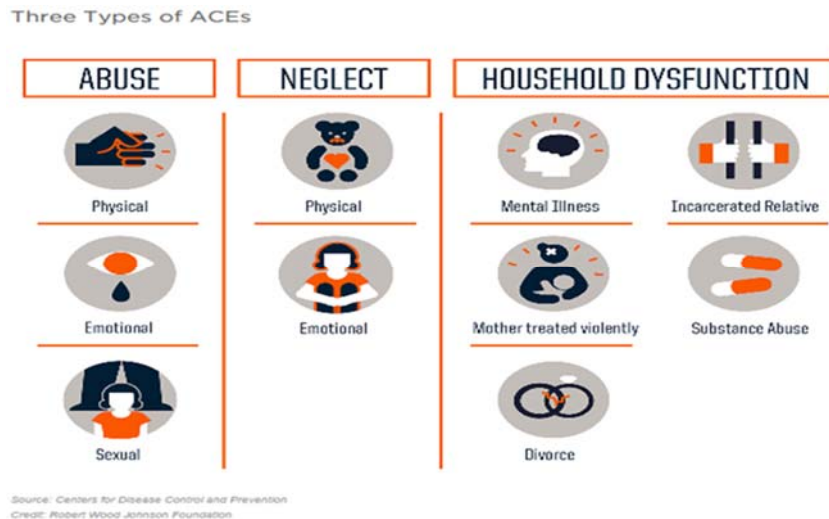 Three Types of ACEs
ABUSE
Physical
Emotional
Sexual
NEGLECT
Physical
Emotional
HOUSEHOLD DYSFUNCTION
Mental Illness
Incarcerated Relative
Mother treated violently
Substance Abuse
Divorce
Source: Centers for Disease Control and Prevention
Credit: Robert Wood Johnson Foundation